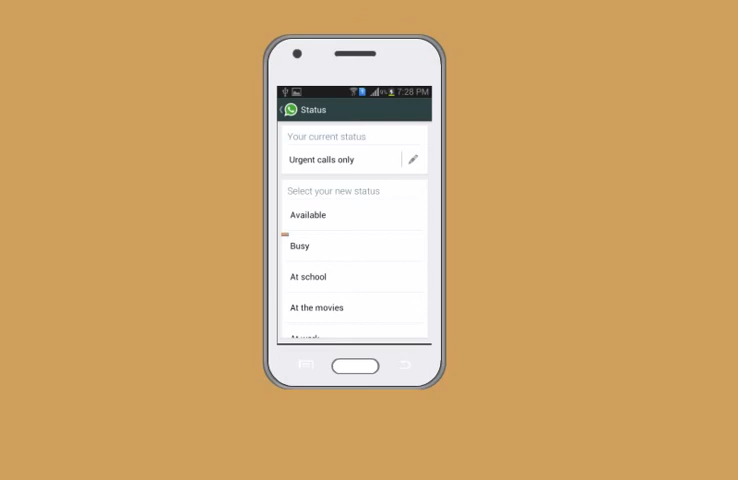 7:28 PM
Status
Your current status
Urgent calls only
Select your new status
Available
Busy
At school
At the movies